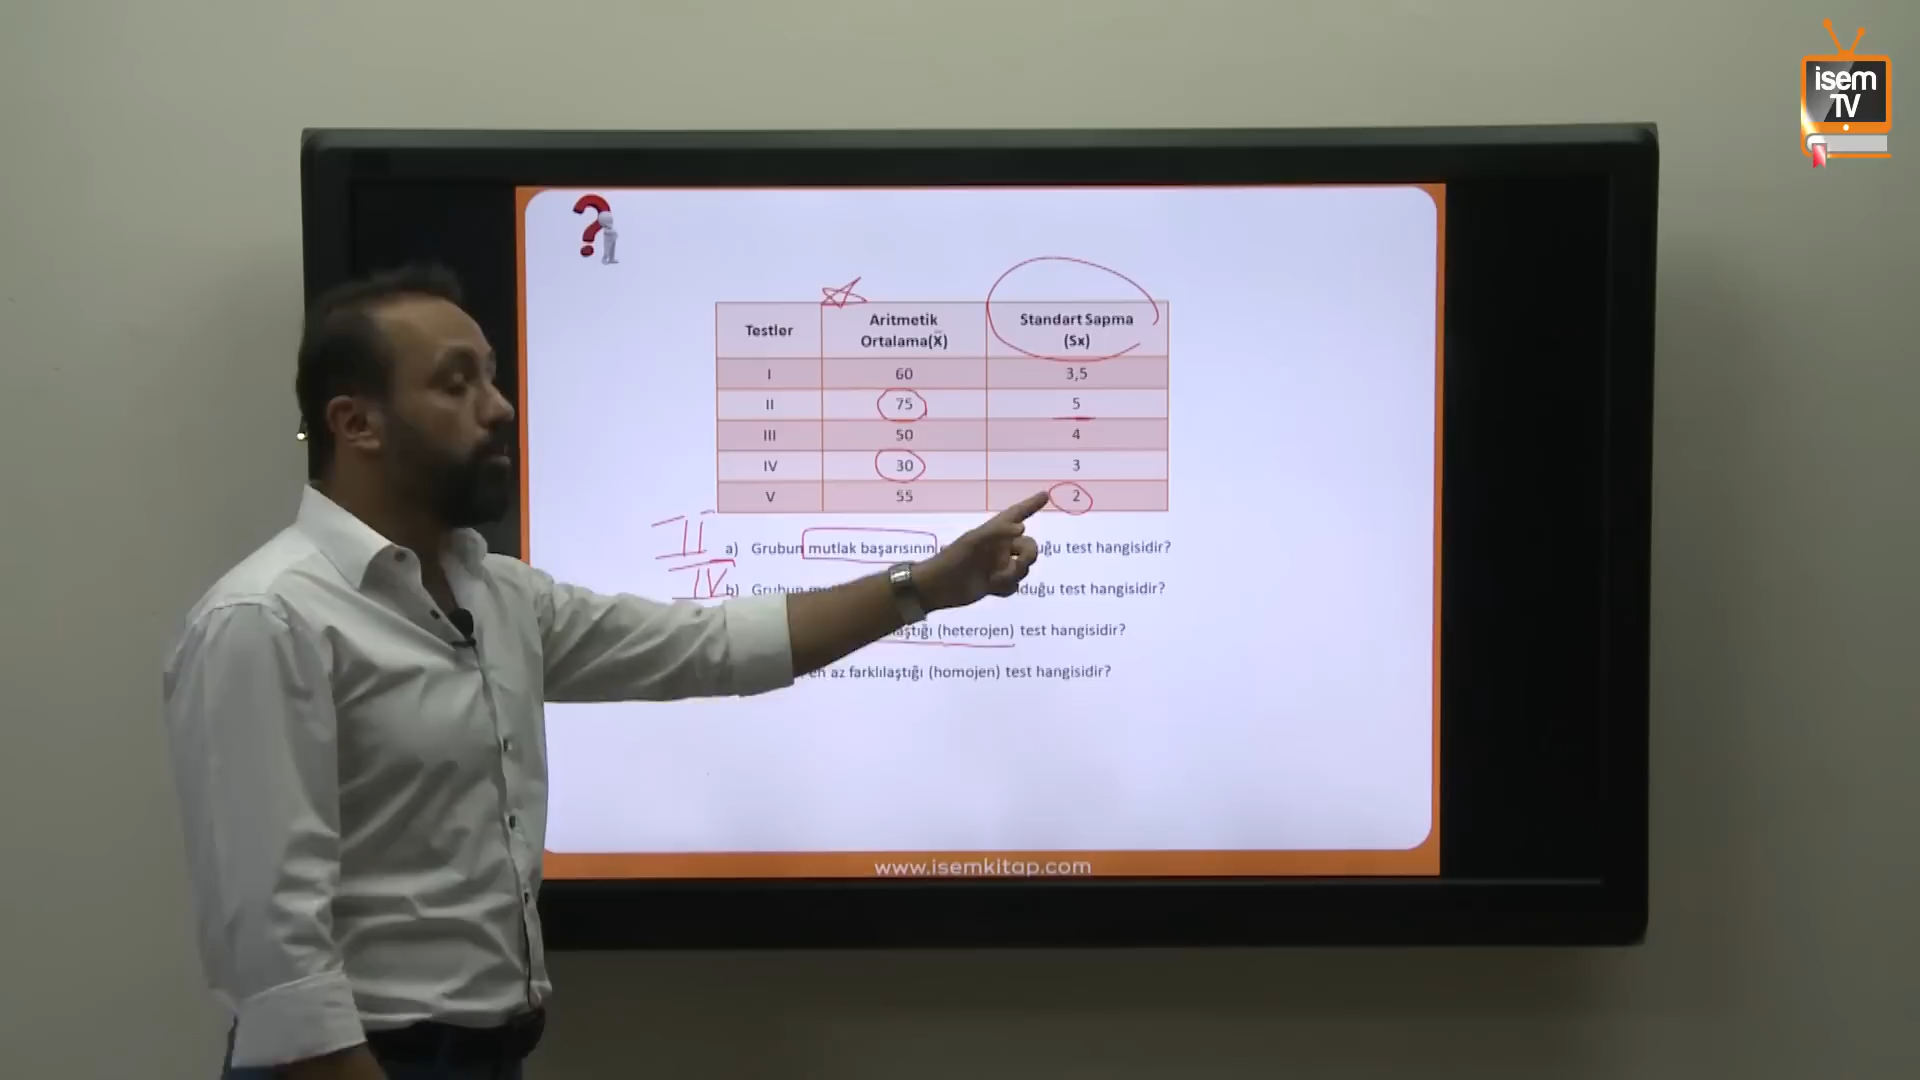 isem
TV
Testler
Aritmetik
Ortalama(X̄)
Standart Sapma
(Sx)
I 60 3,5
II 75 5
III 50 4
IV 30 3
V 55 2
II a) Grubun mutlak başarısının uğu test hangisidir?
IV b) Grubun duğu test hangisidir?
laştığı (heterojen) test hangisidir?
en az farklılaştığı (homojen) test hangisidir?
www.isemkitap.com